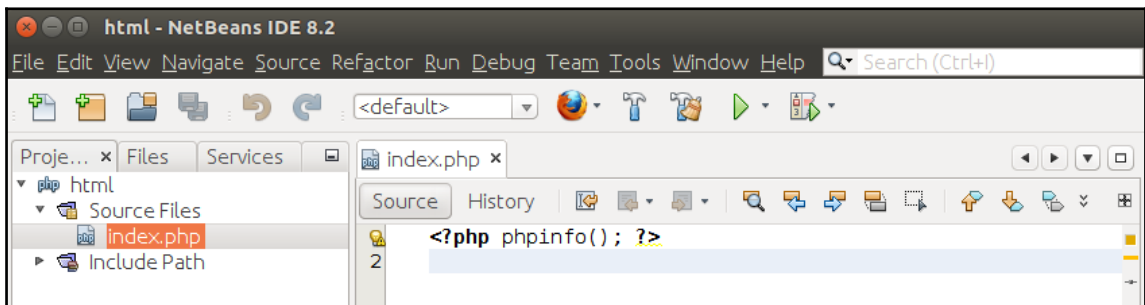 html - NetBeans IDE 8.2
File Edit View Navigate Source Refactor Run Debug Team Tools Window Help Search (Ctrl+I)
<default>
Proje... Files Services
index.php
php html
Source History
Source Files
index.php
<?php phpinfo(); ?>
Include Path
2